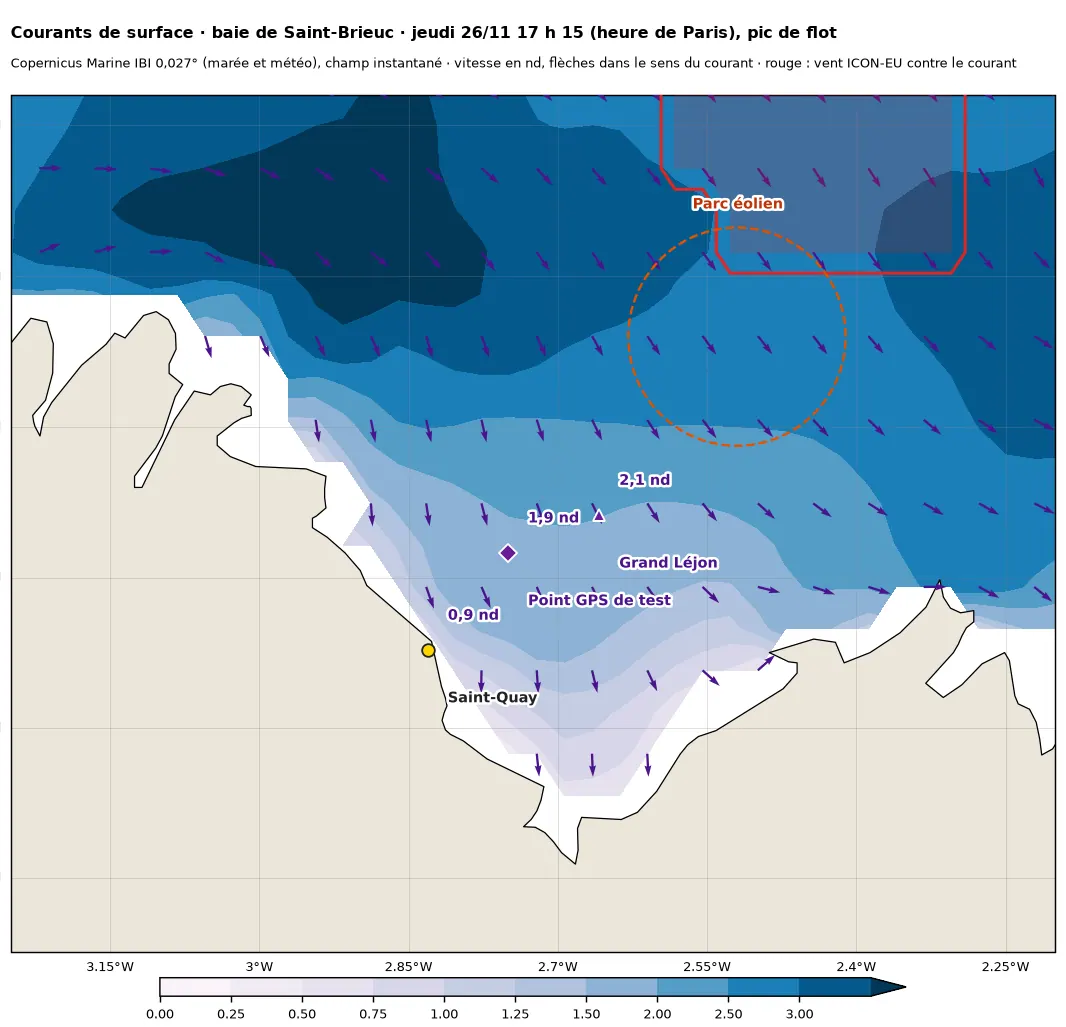 Courants de surface · baie de Saint-Brieuc · jeudi 26/11 17 h 15 (heure de Paris), pic de flot
Copernicus Marine IBI 0,027° (marée et météo), champ instantané · vitesse en nd, flèches dans le sens du courant · rouge : vent ICON-EU contre le courant
Parc éolien
2,1 nd
1,9 nd
Grand Léjon
Point GPS de test
0,9 nd
Saint-Quay
3.15°W 3°W 2.85°W 2.7°W 2.55°W 2.4°W 2.25°W
0.00 0.25 0.50 0.75 1.00 1.25 1.50 2.00 2.50 3.00